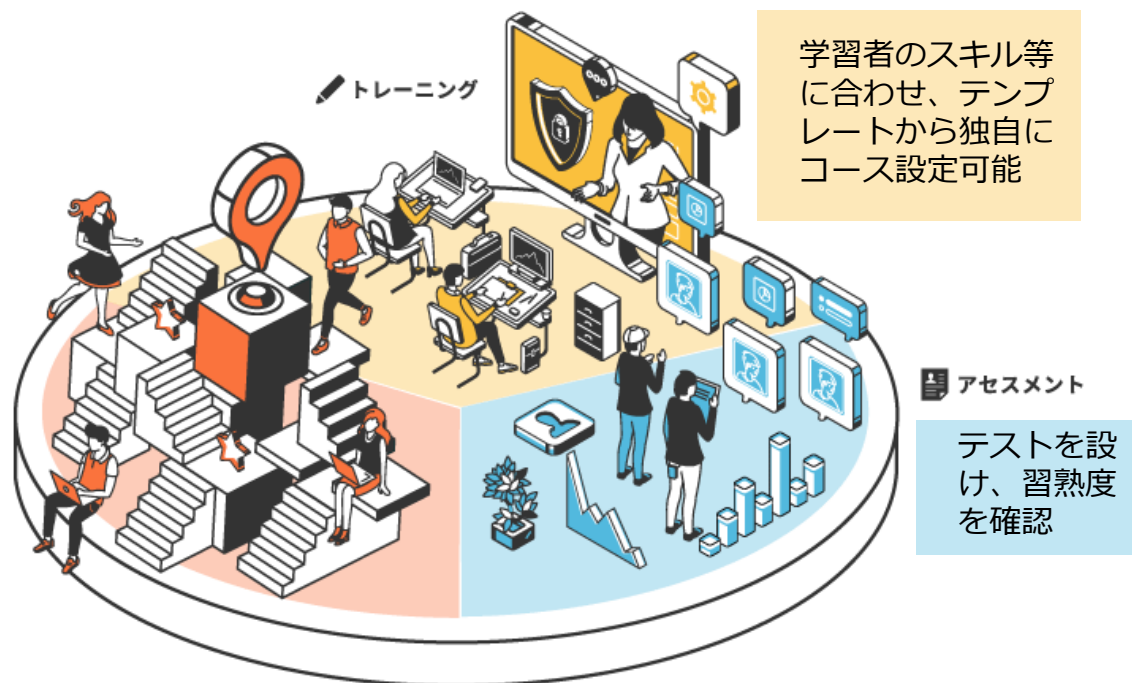 トレーニング
学習者のスキル等
に合わせ、テンプ
レートから独自に
コース設定可能
アセスメント
テストを設
け、習熟度
を確認